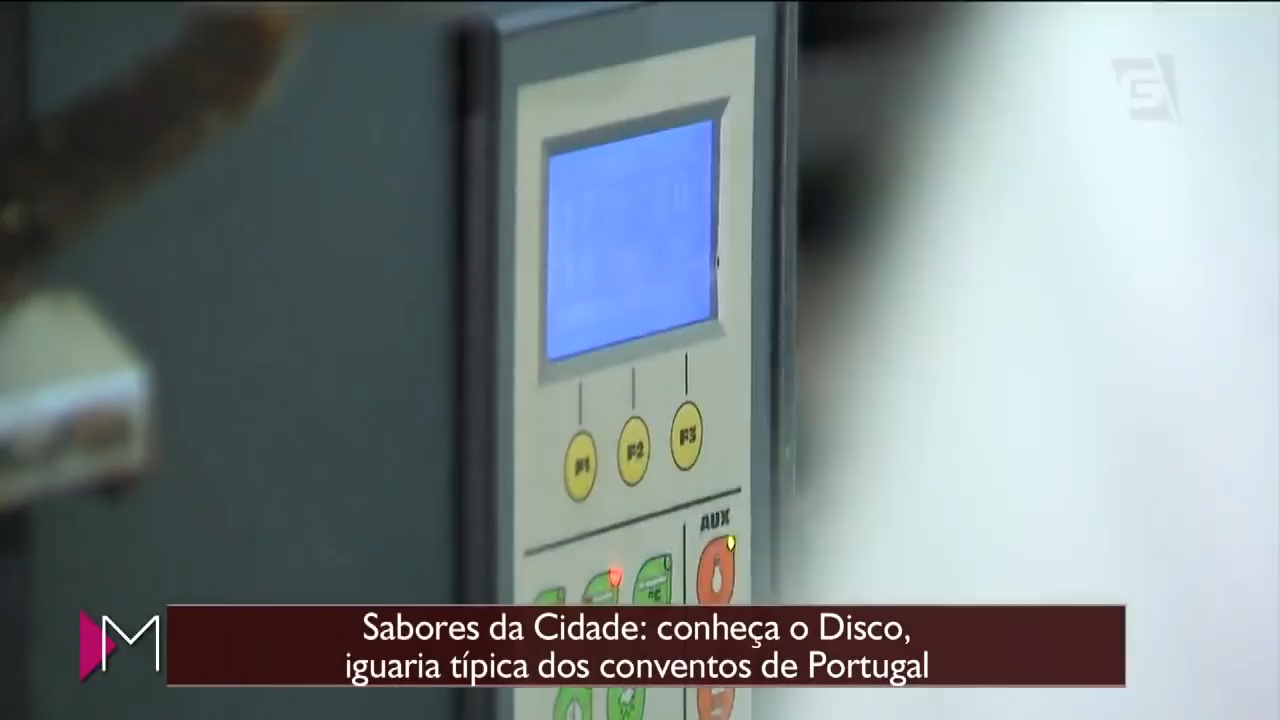 F1 F2 F3
AUX
°C
M
Sabores da Cidade: conheça o Disco,
iguaria típica dos conventos de Portugal